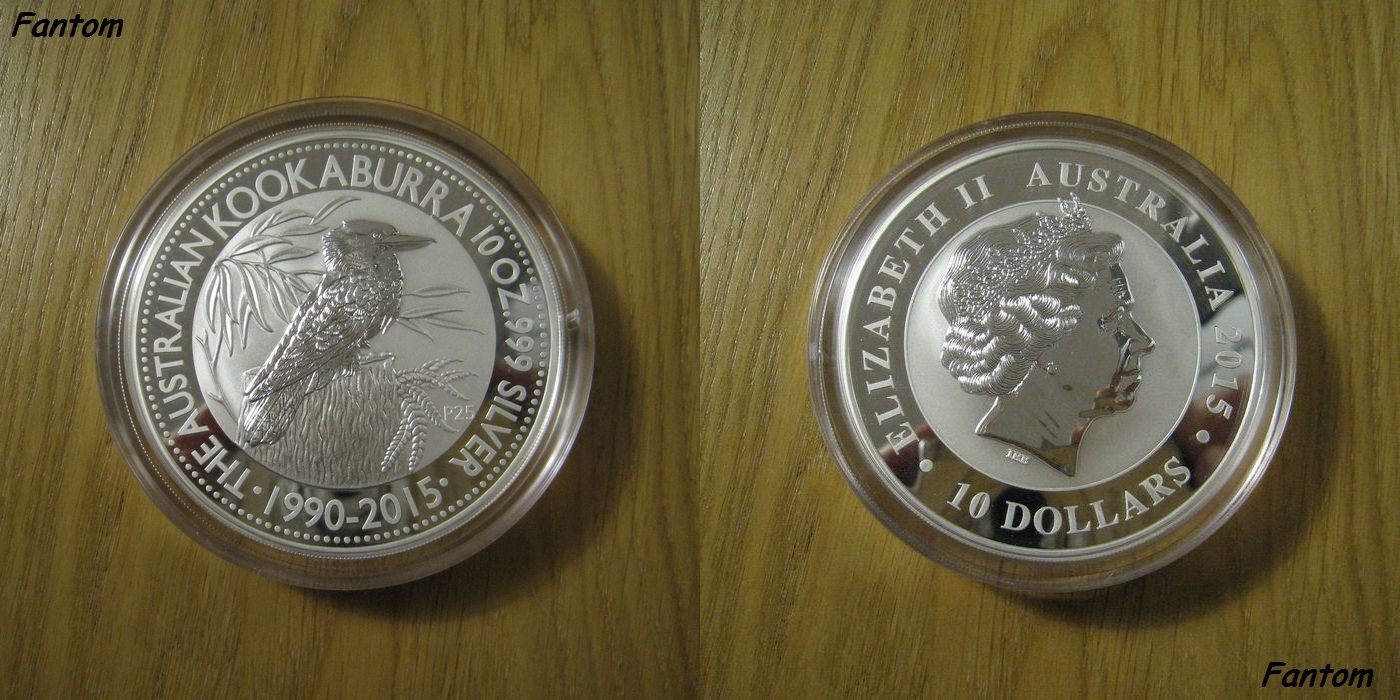 Fantom
THE AUSTRALIAN KOOKABURRA 10 OZ. 999 SILVER
·1990-2015·
P25
ELIZABETH II AUSTRALIA 2015
• 10 DOLLARS •
IRB
Fantom